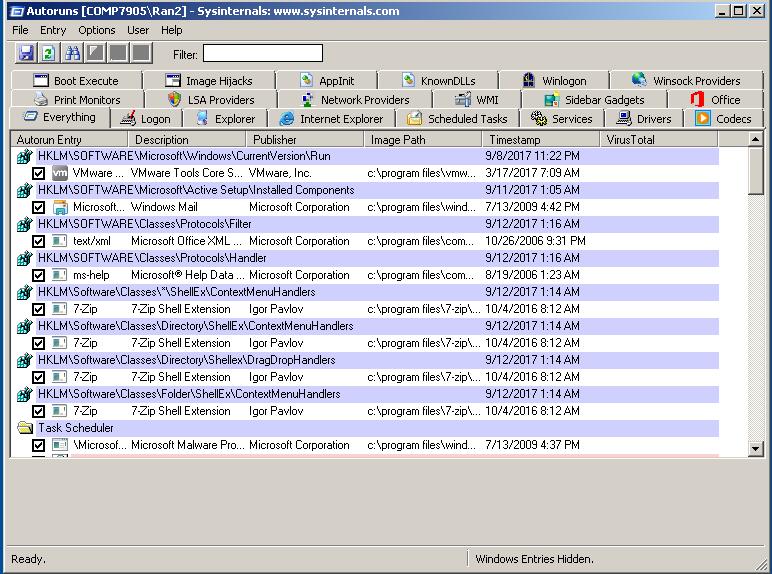 Autoruns [COMP7905\Ran2] - Sysinternals: www.sysinternals.com
File Entry Options User Help
Filter:
Boot Execute Image Hijacks AppInit KnownDLLs Winlogon Winsock Providers
Print Monitors LSA Providers Network Providers WMI Sidebar Gadgets Office
Everything Logon Explorer Internet Explorer Scheduled Tasks Services Drivers Codecs
Autorun Entry Description Publisher Image Path Timestamp VirusTotal
HKLM\SOFTWARE\Microsoft\Windows\CurrentVersion\Run 9/8/2017 11:22 PM
vm VMware ... VMware Tools Core S... VMware, Inc. c:\program files\vmw... 3/17/2017 7:09 AM
HKLM\SOFTWARE\Microsoft\Active Setup\Installed Components 9/11/2017 1:05 AM
Microsoft... Windows Mail Microsoft Corporation c:\program files\wind... 7/13/2009 4:42 PM
HKLM\SOFTWARE\Classes\Protocols\Filter 9/12/2017 1:16 AM
text/xml Microsoft Office XML ... Microsoft Corporation c:\program files\com... 10/26/2006 9:31 PM
HKLM\SOFTWARE\Classes\Protocols\Handler 9/12/2017 1:16 AM
ms-help Microsoft® Help Data ... Microsoft Corporation c:\program files\com... 8/19/2006 1:23 AM
HKLM\Software\Classes\*\ShellEx\ContextMenuHandlers 9/12/2017 1:14 AM
7-Zip 7-Zip Shell Extension Igor Pavlov c:\program files\7-zip\... 10/4/2016 8:12 AM
HKLM\Software\Classes\Directory\ShellEx\ContextMenuHandlers 9/12/2017 1:14 AM
7-Zip 7-Zip Shell Extension Igor Pavlov c:\program files\7-zip\... 10/4/2016 8:12 AM
HKLM\Software\Classes\Directory\Shellex\DragDropHandlers 9/12/2017 1:14 AM
7-Zip 7-Zip Shell Extension Igor Pavlov c:\program files\7-zip\... 10/4/2016 8:12 AM
HKLM\Software\Classes\Folder\ShellEx\ContextMenuHandlers 9/12/2017 1:14 AM
7-Zip 7-Zip Shell Extension Igor Pavlov c:\program files\7-zip\... 10/4/2016 8:12 AM
Task Scheduler
\Microsof... Microsoft Malware Pro... Microsoft Corporation c:\program files\wind... 7/13/2009 4:37 PM
Ready. Windows Entries Hidden.